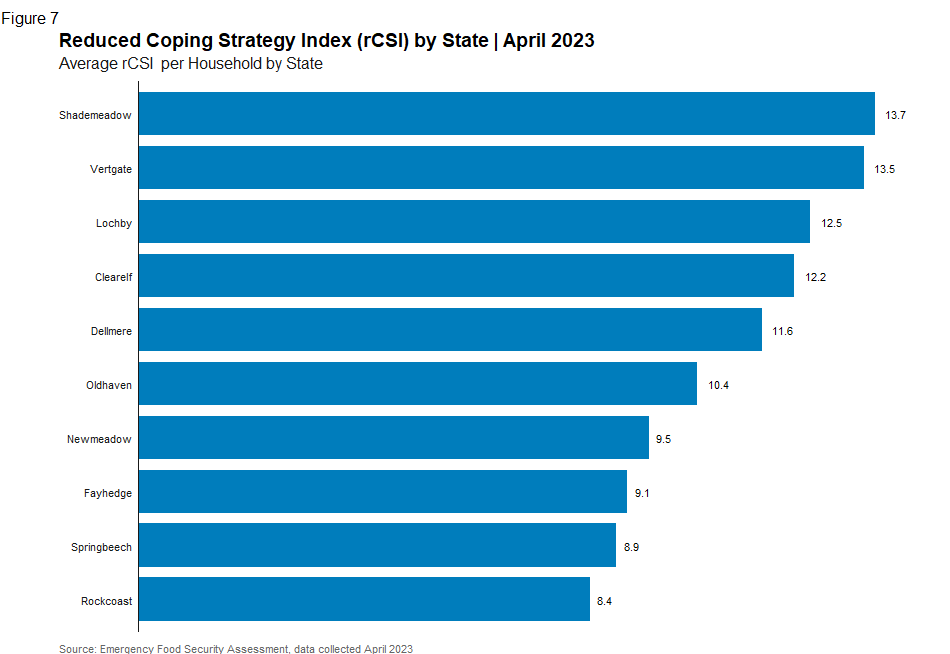 Figure 7
Reduced Coping Strategy Index (rCSI) by State | April 2023
Average rCSI  per Household by State
Shademeadow 13.7
Vertgate 13.5
Lochby 12.5
Clearelf 12.2
Dellmere 11.6
Oldhaven 10.4
Newmeadow 9.5
Fayhedge 9.1
Springbeech 8.9
Rockcoast 8.4
Source: Emergency Food Security Assessment, data collected April 2023